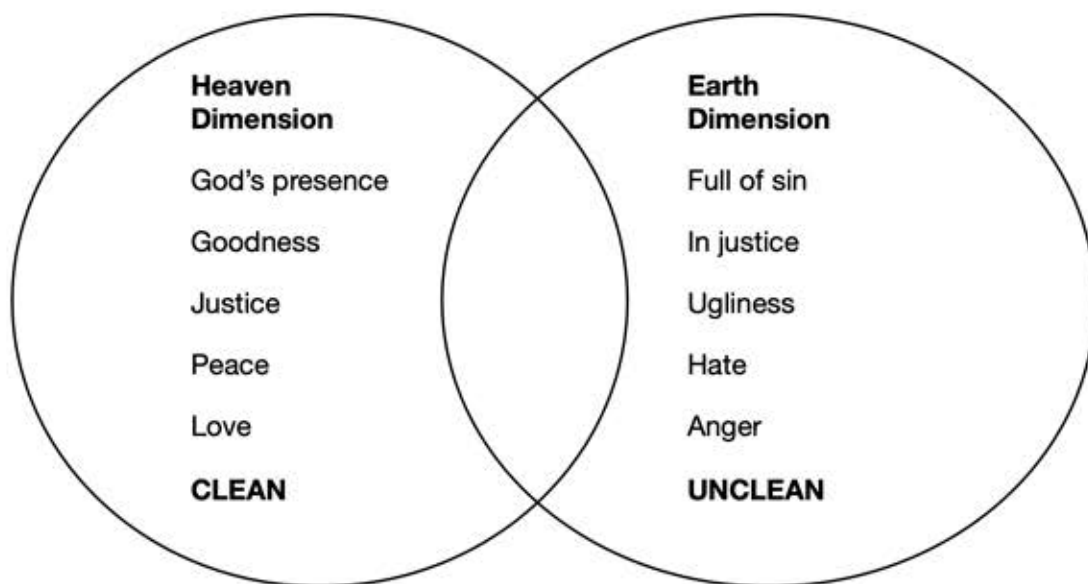 Heaven
Dimension
God’s presence
Goodness
Justice
Peace
Love
CLEAN
Earth
Dimension
Full of sin
In justice
Ugliness
Hate
Anger
UNCLEAN